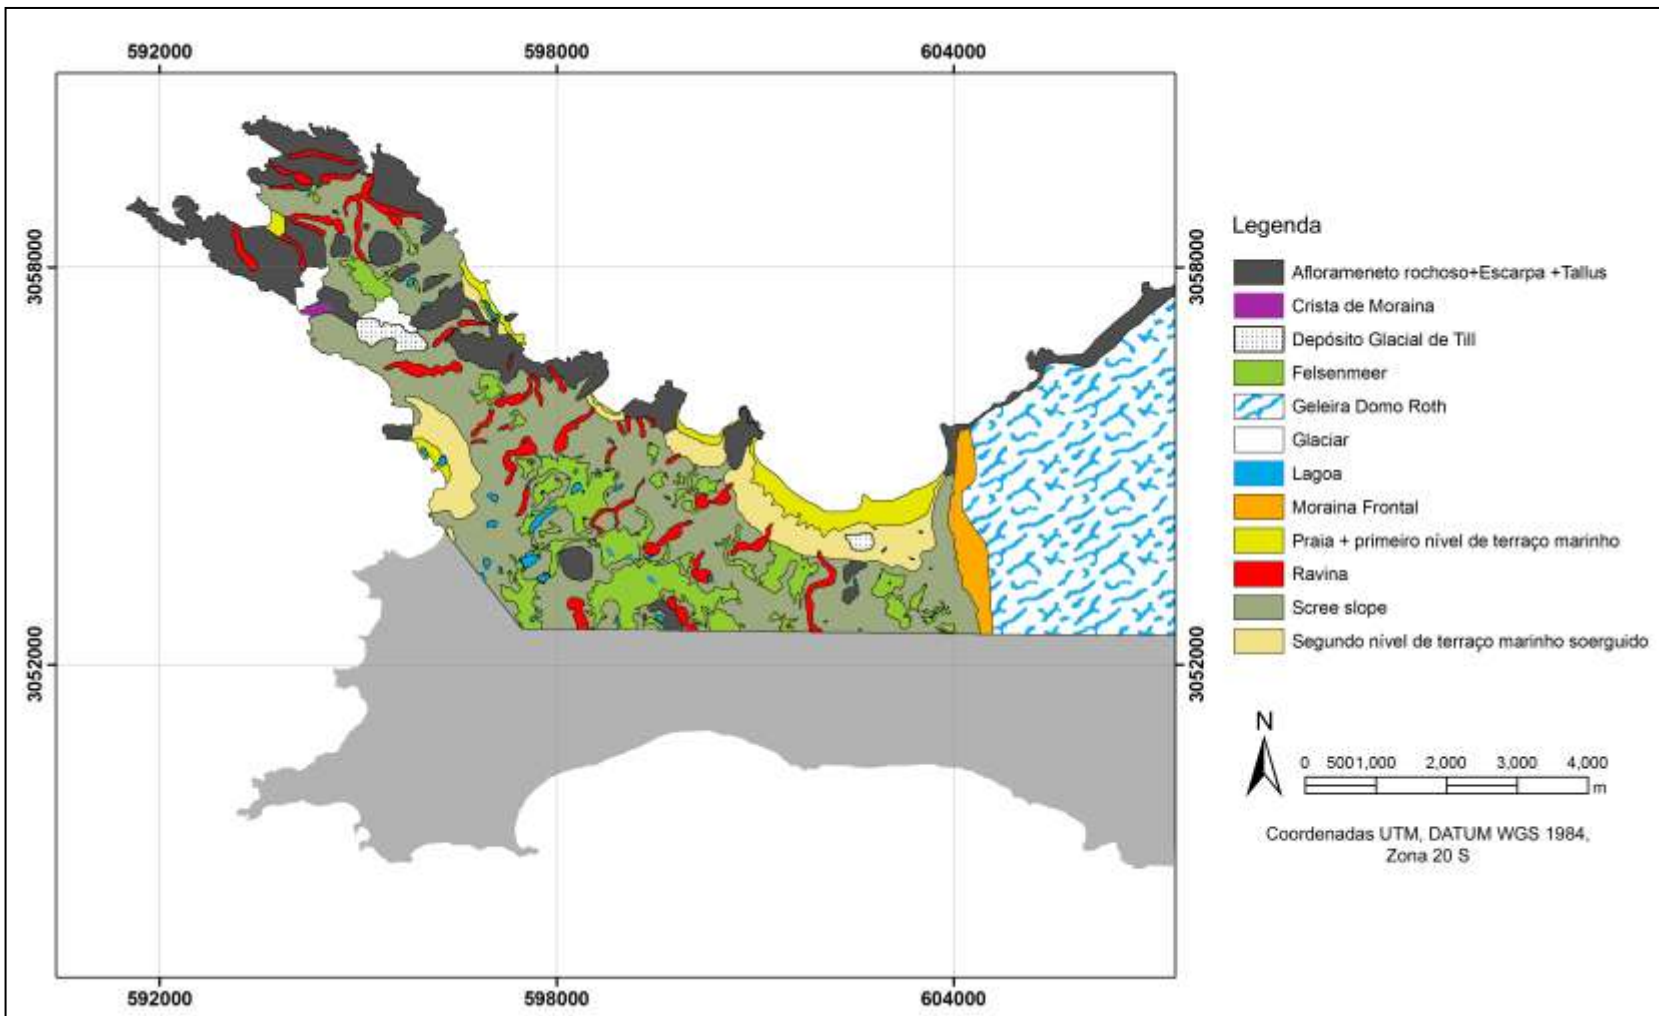 592000 598000 604000
3058000 3058000
3052000 3052000
592000 598000 604000
Legenda
Aflorameneto rochoso+Escarpa +Tallus
Crista de Moraina
Depósito Glacial de Till
Felsenmeer
Geleira Domo Roth
Glaciar
Lagoa
Moraina Frontal
Praia + primeiro nível de terraço marinho
Ravina
Scree slope
Segundo nível de terraço marinho soerguido
N
0 500 1,000 2,000 3,000 4,000
m
Coordenadas UTM, DATUM WGS 1984,
Zona 20 S